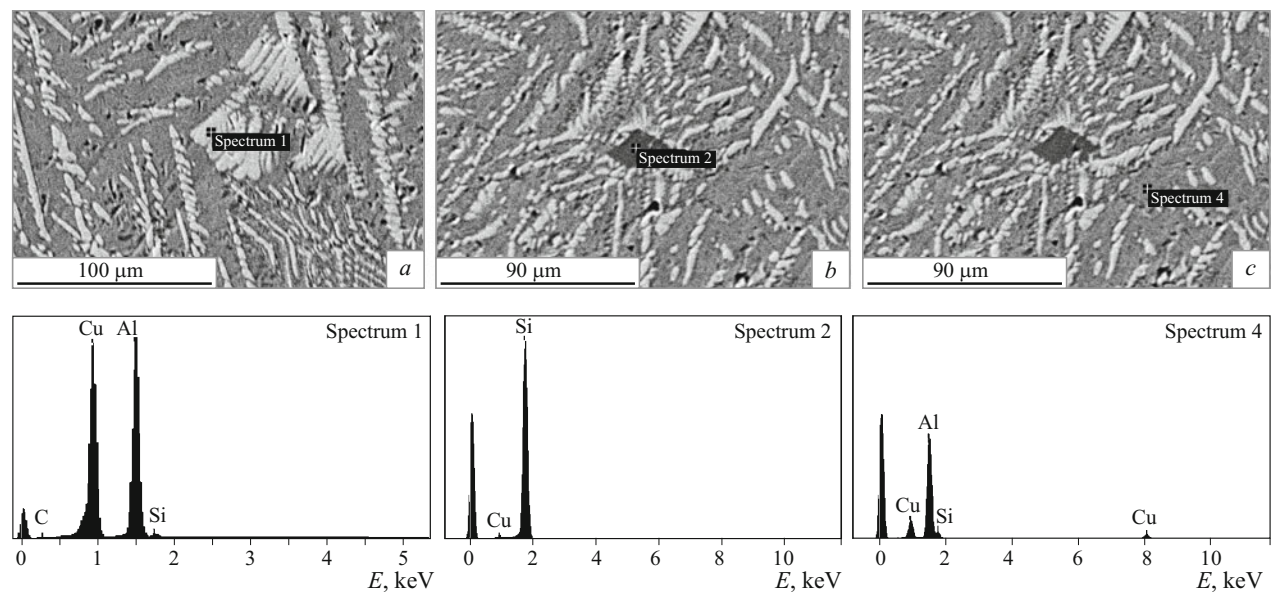 Spectrum 1
100 μm
a
Spectrum 2
90 μm
b
Spectrum 4
90 μm
c
Spectrum 1
Cu
Al
C
Si
0 1 2 3 4 5
E, keV
Spectrum 2
Si
Cu
0 2 4 6 8 10
E, keV
Spectrum 4
Al
Cu
Si
Cu
0 2 4 6 8 10
E, keV